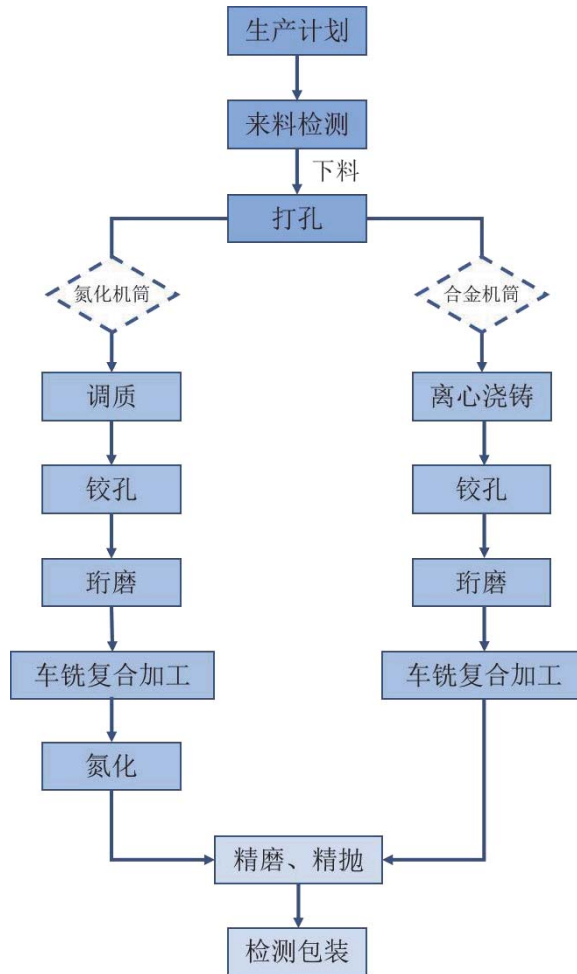 生产计划
来料检测
下料
打孔
氮化机筒
合金机筒
调质
离心浇铸
铰孔
铰孔
珩磨
珩磨
车铣复合加工
车铣复合加工
氮化
精磨、精抛
检测包装